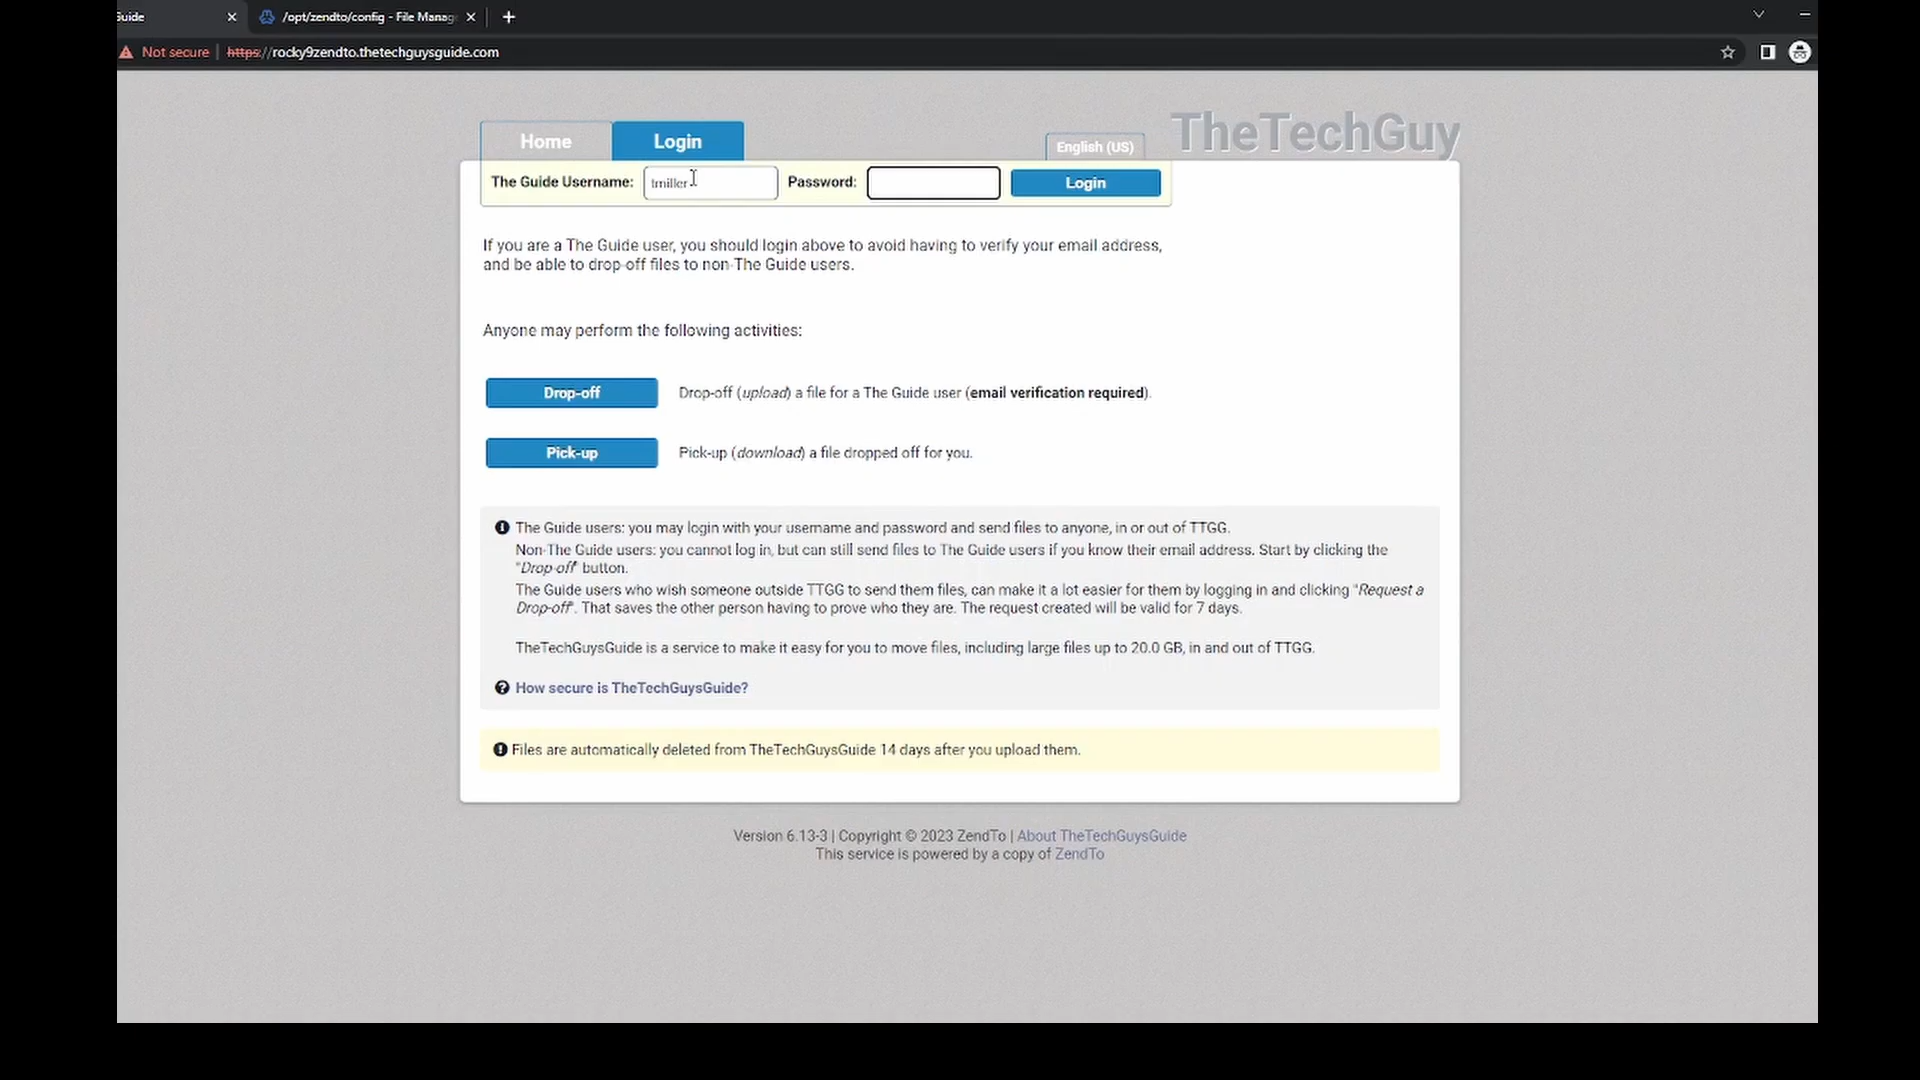 Guide
/opt/zendto/config - File Manag
Not secure
https://rocky9zendto.thetechguysguide.com
Home
Login
English (US)
TheTechGuy
The Guide Username:
tmiller
Password:
Login
If you are a The Guide user, you should login above to avoid having to verify your email address,
and be able to drop-off files to non-The Guide users.
Anyone may perform the following activities:
Drop-off
Drop-off (upload) a file for a The Guide user (email verification required).
Pick-up
Pick-up (download) a file dropped off for you.
The Guide users: you may login with your username and password and send files to anyone, in or out of TTGG.
Non-The Guide users: you cannot log in, but can still send files to The Guide users if you know their email address. Start by clicking the
"Drop-off" button.
The Guide users who wish someone outside TTGG to send them files, can make it a lot easier for them by logging in and clicking "Request a
Drop-off". That saves the other person having to prove who they are. The request created will be valid for 7 days.
TheTechGuysGuide is a service to make it easy for you to move files, including large files up to 20.0 GB, in and out of TTGG.
How secure is TheTechGuysGuide?
Files are automatically deleted from TheTechGuysGuide 14 days after you upload them.
Version 6.13-3 | Copyright © 2023 ZendTo | About TheTechGuysGuide
This service is powered by a copy of ZendTo